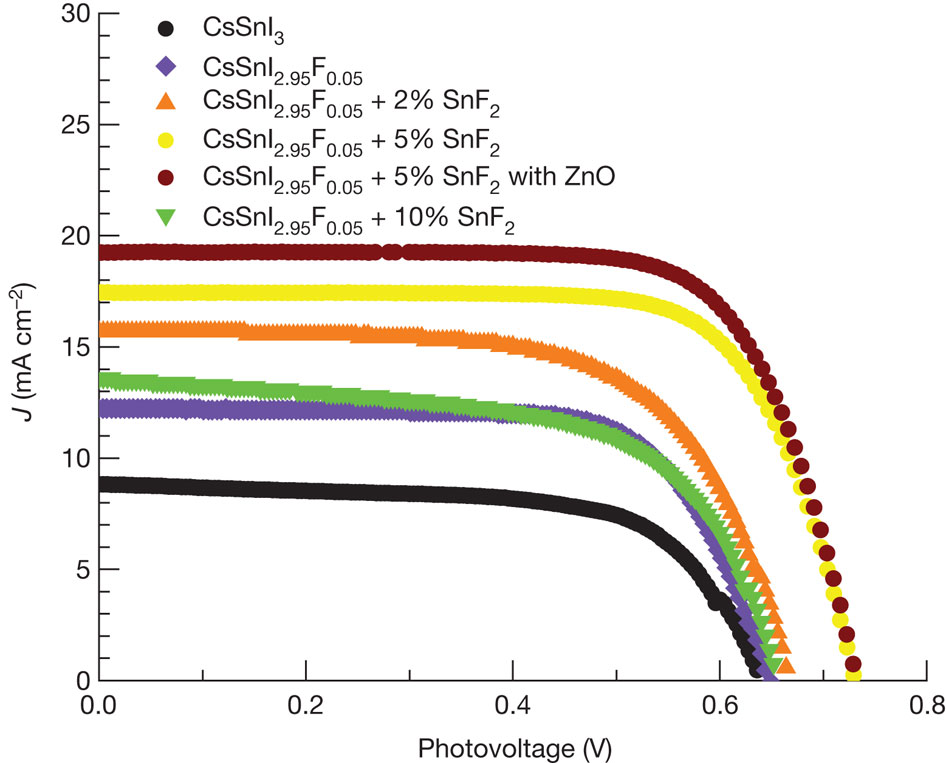 30
25
20
15
10
5
0
J (mA cm⁻²)
CsSnI₃
CsSnI₂.₉₅F₀.₀₅
CsSnI₂.₉₅F₀.₀₅ + 2% SnF₂
CsSnI₂.₉₅F₀.₀₅ + 5% SnF₂
CsSnI₂.₉₅F₀.₀₅ + 5% SnF₂ with ZnO
CsSnI₂.₉₅F₀.₀₅ + 10% SnF₂
0.0 0.2 0.4 0.6 0.8
Photovoltage (V)